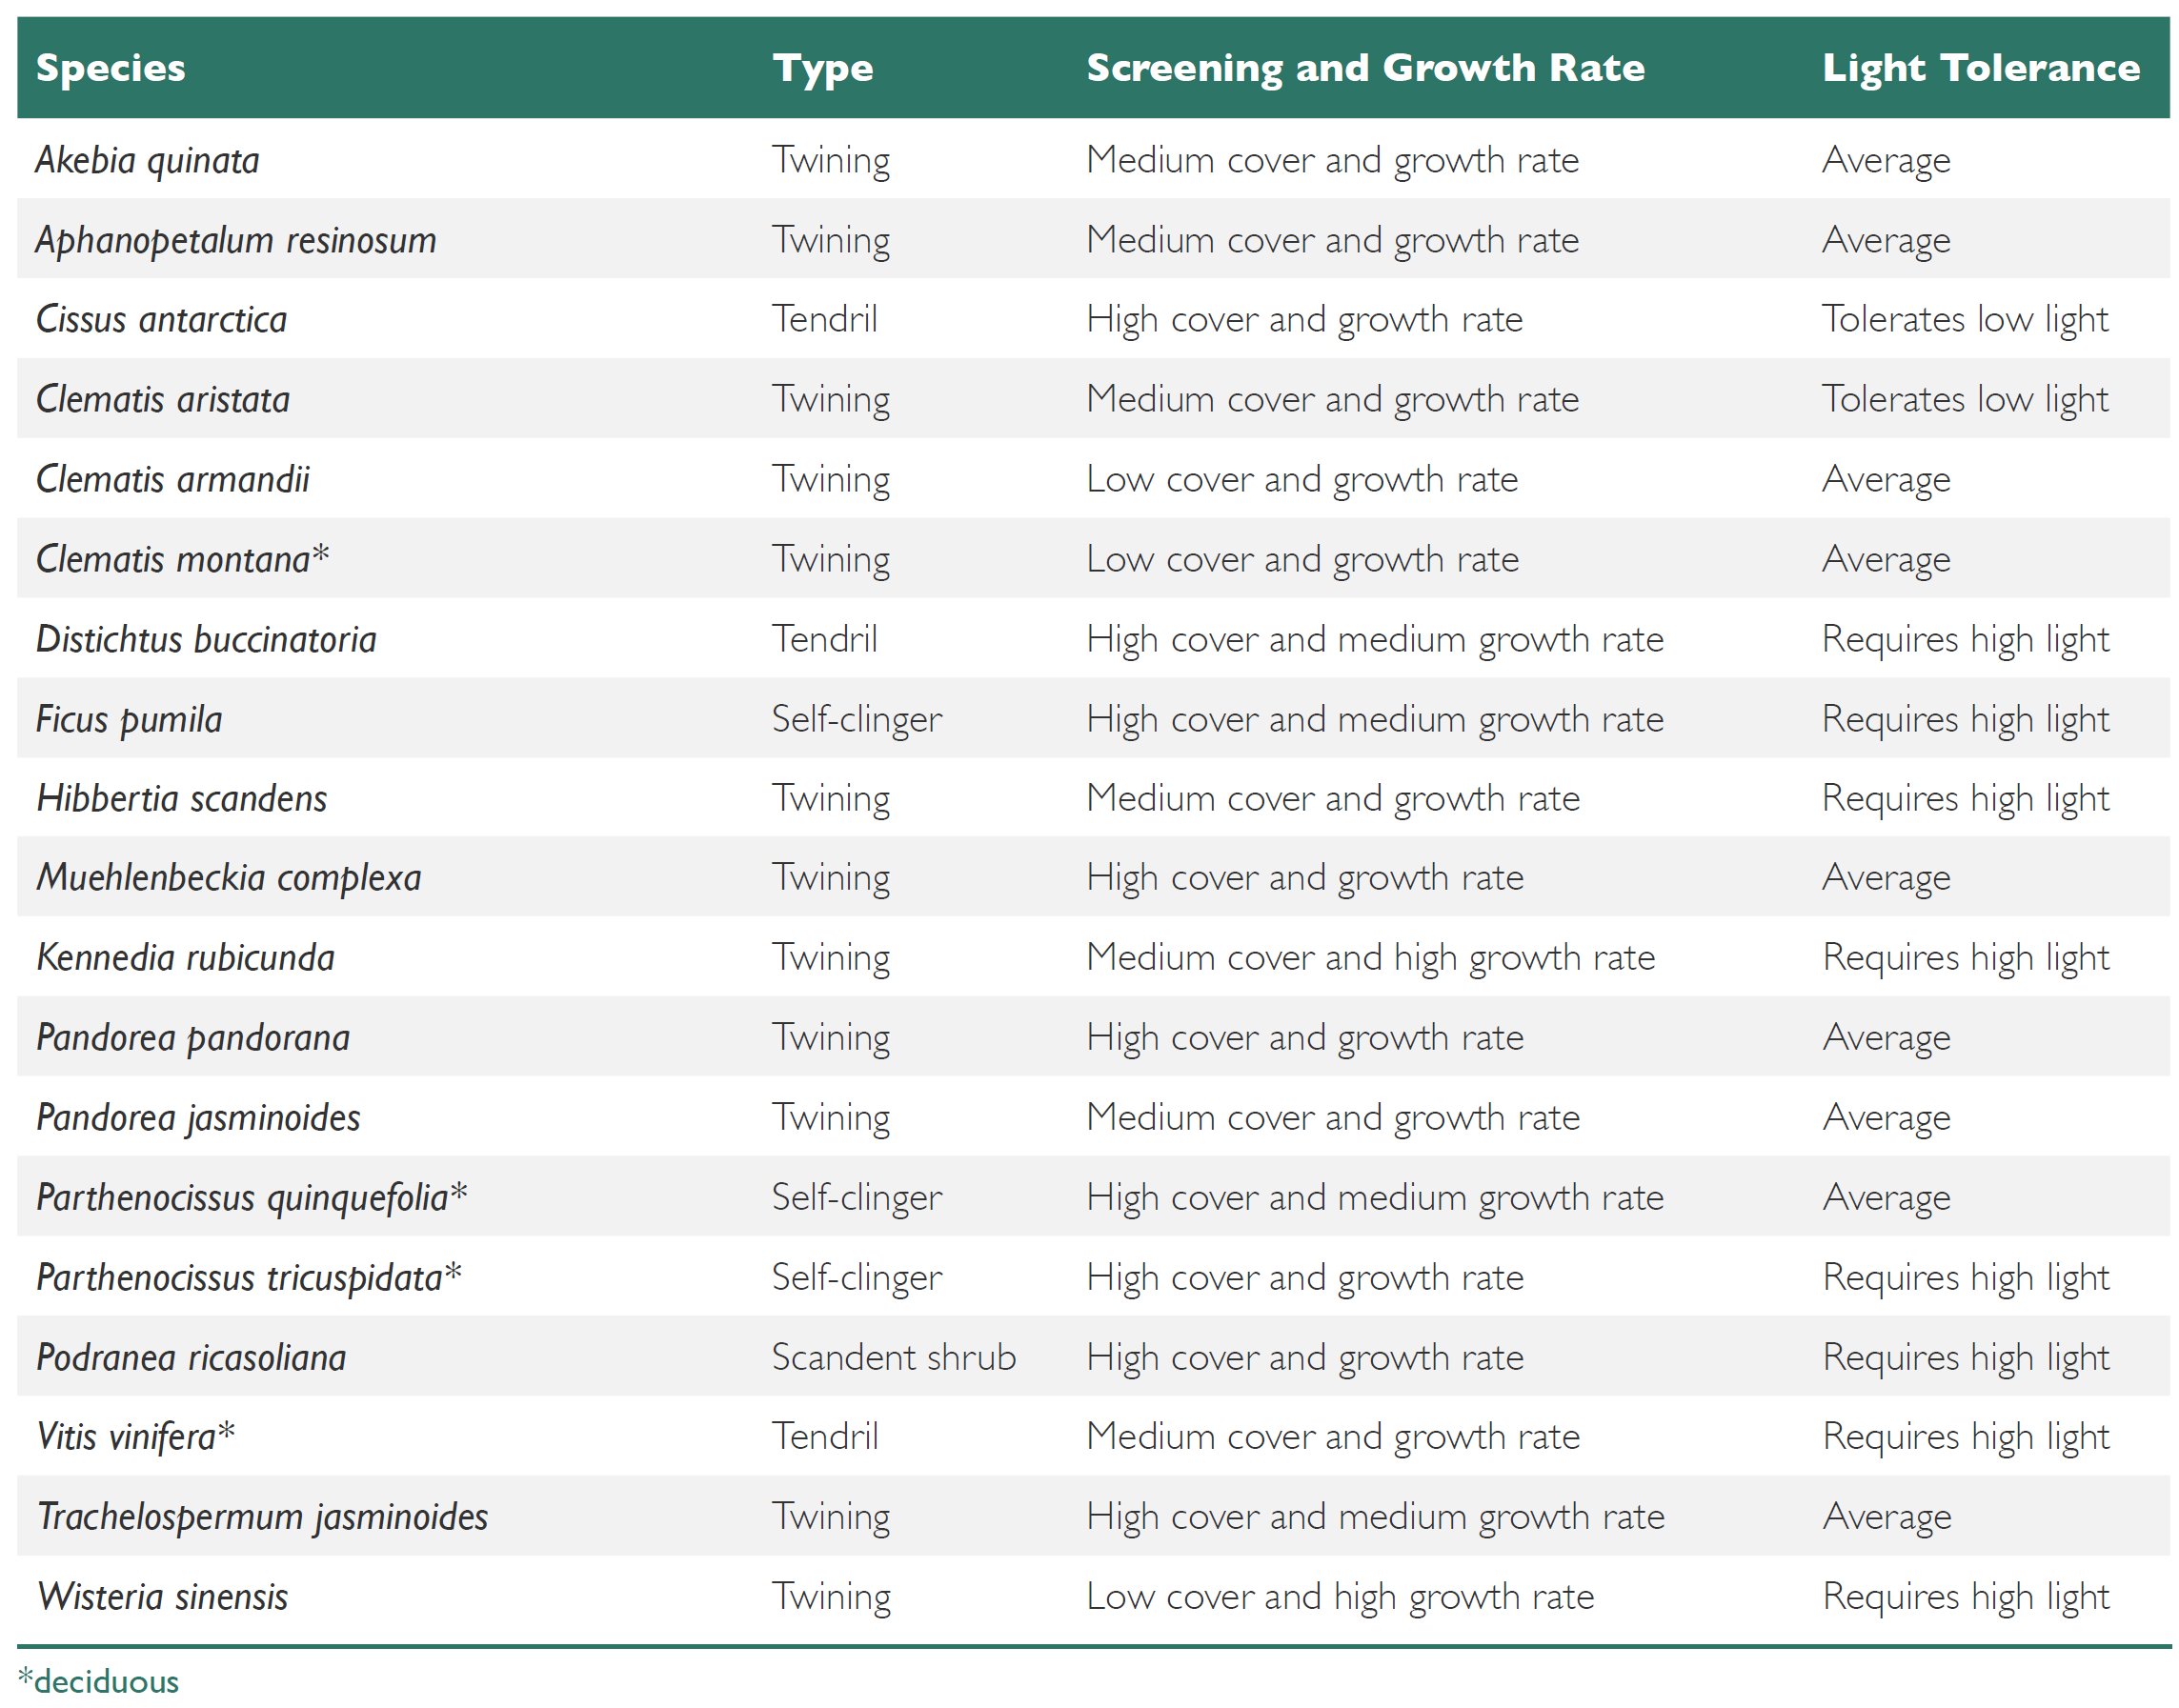 Species Type Screening and Growth Rate Light Tolerance
Akebia quinata Twining Medium cover and growth rate Average
Aphanopetalum resinosum Twining Medium cover and growth rate Average
Cissus antarctica Tendril High cover and growth rate Tolerates low light
Clematis aristata Twining Medium cover and growth rate Tolerates low light
Clematis armandii Twining Low cover and growth rate Average
Clematis montana* Twining Low cover and growth rate Average
Distichtus buccinatoria Tendril High cover and medium growth rate Requires high light
Ficus pumila Self-clinger High cover and medium growth rate Requires high light
Hibbertia scandens Twining Medium cover and growth rate Requires high light
Muehlenbeckia complexa Twining High cover and growth rate Average
Kennedia rubicunda Twining Medium cover and high growth rate Requires high light
Pandorea pandorana Twining High cover and growth rate Average
Pandorea jasminoides Twining Medium cover and growth rate Average
Parthenocissus quinquefolia* Self-clinger High cover and medium growth rate Average
Parthenocissus tricuspidata* Self-clinger High cover and growth rate Requires high light
Podranea ricasoliana Scandent shrub High cover and growth rate Requires high light
Vitis vinifera* Tendril Medium cover and growth rate Requires high light
Trachelospermum jasminoides Twining High cover and medium growth rate Average
Wisteria sinensis Twining Low cover and high growth rate Requires high light
*deciduous